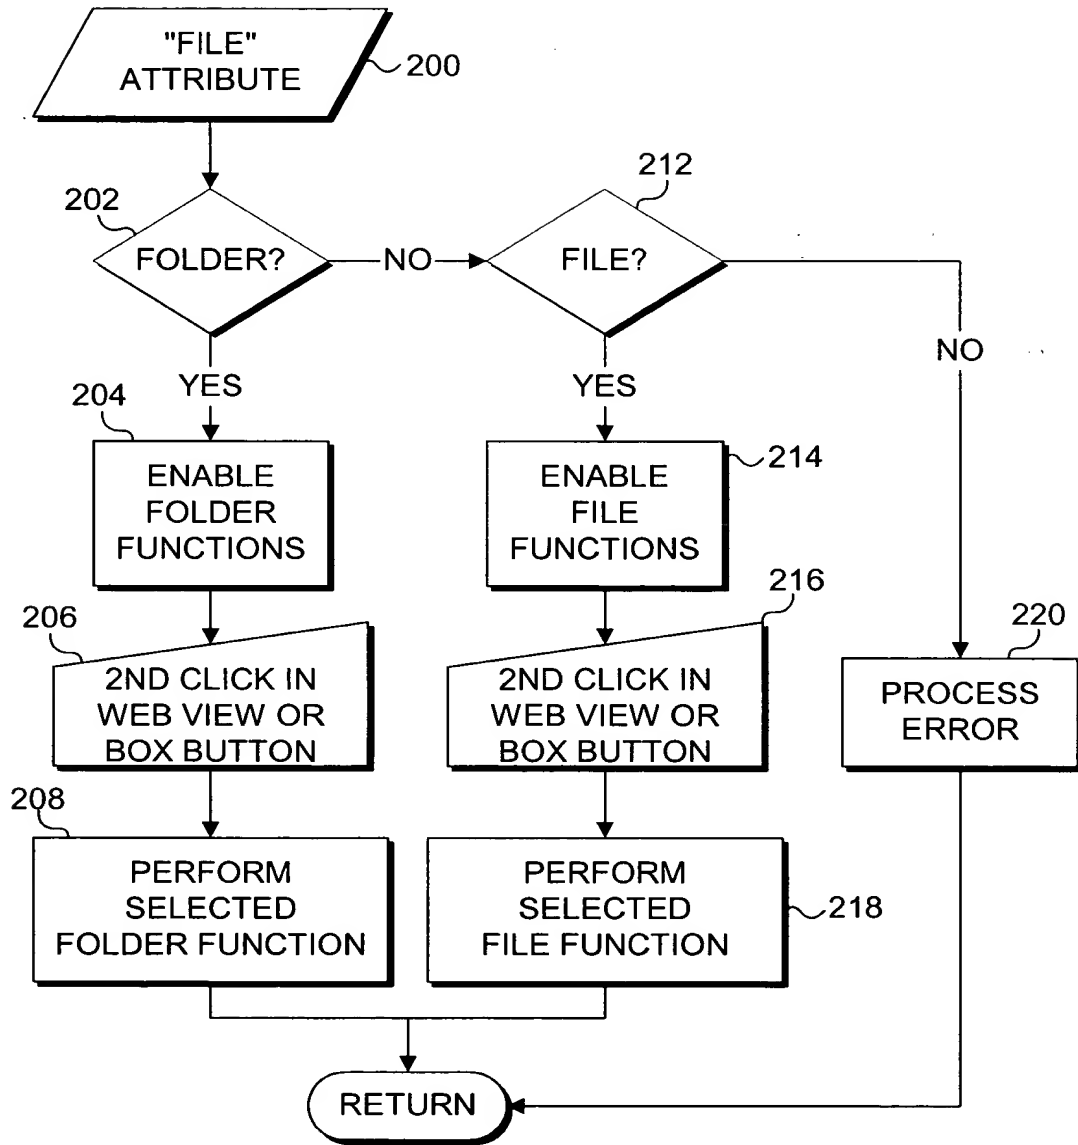 "FILE"
ATTRIBUTE
200
202
212
FOLDER?
NO
FILE?
NO
YES
YES
204
ENABLE
FOLDER
FUNCTIONS
214
ENABLE
FILE
FUNCTIONS
206
2ND CLICK IN
WEB VIEW OR
BOX BUTTON
216
2ND CLICK IN
WEB VIEW OR
BOX BUTTON
220
PROCESS
ERROR
208
PERFORM
SELECTED
FOLDER FUNCTION
PERFORM
SELECTED
FILE FUNCTION
218
RETURN